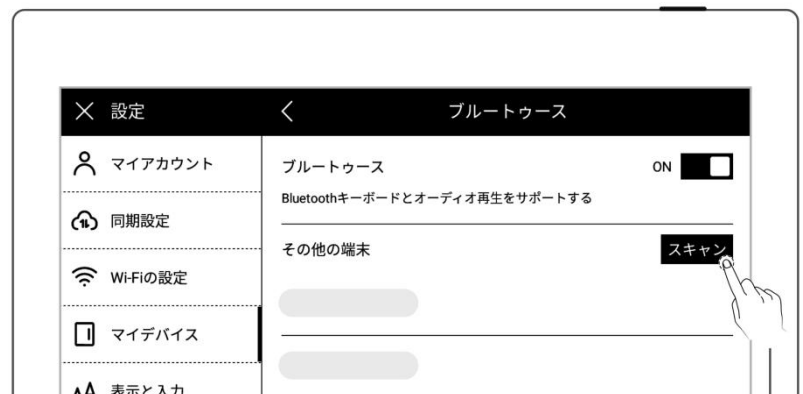 設定
ブルートゥース
マイアカウント
同期設定
Wi-Fiの設定
マイデバイス
表示と入力
ブルートゥース
ON
Bluetoothキーボードとオーディオ再生をサポートする
その他の端末
スキャン